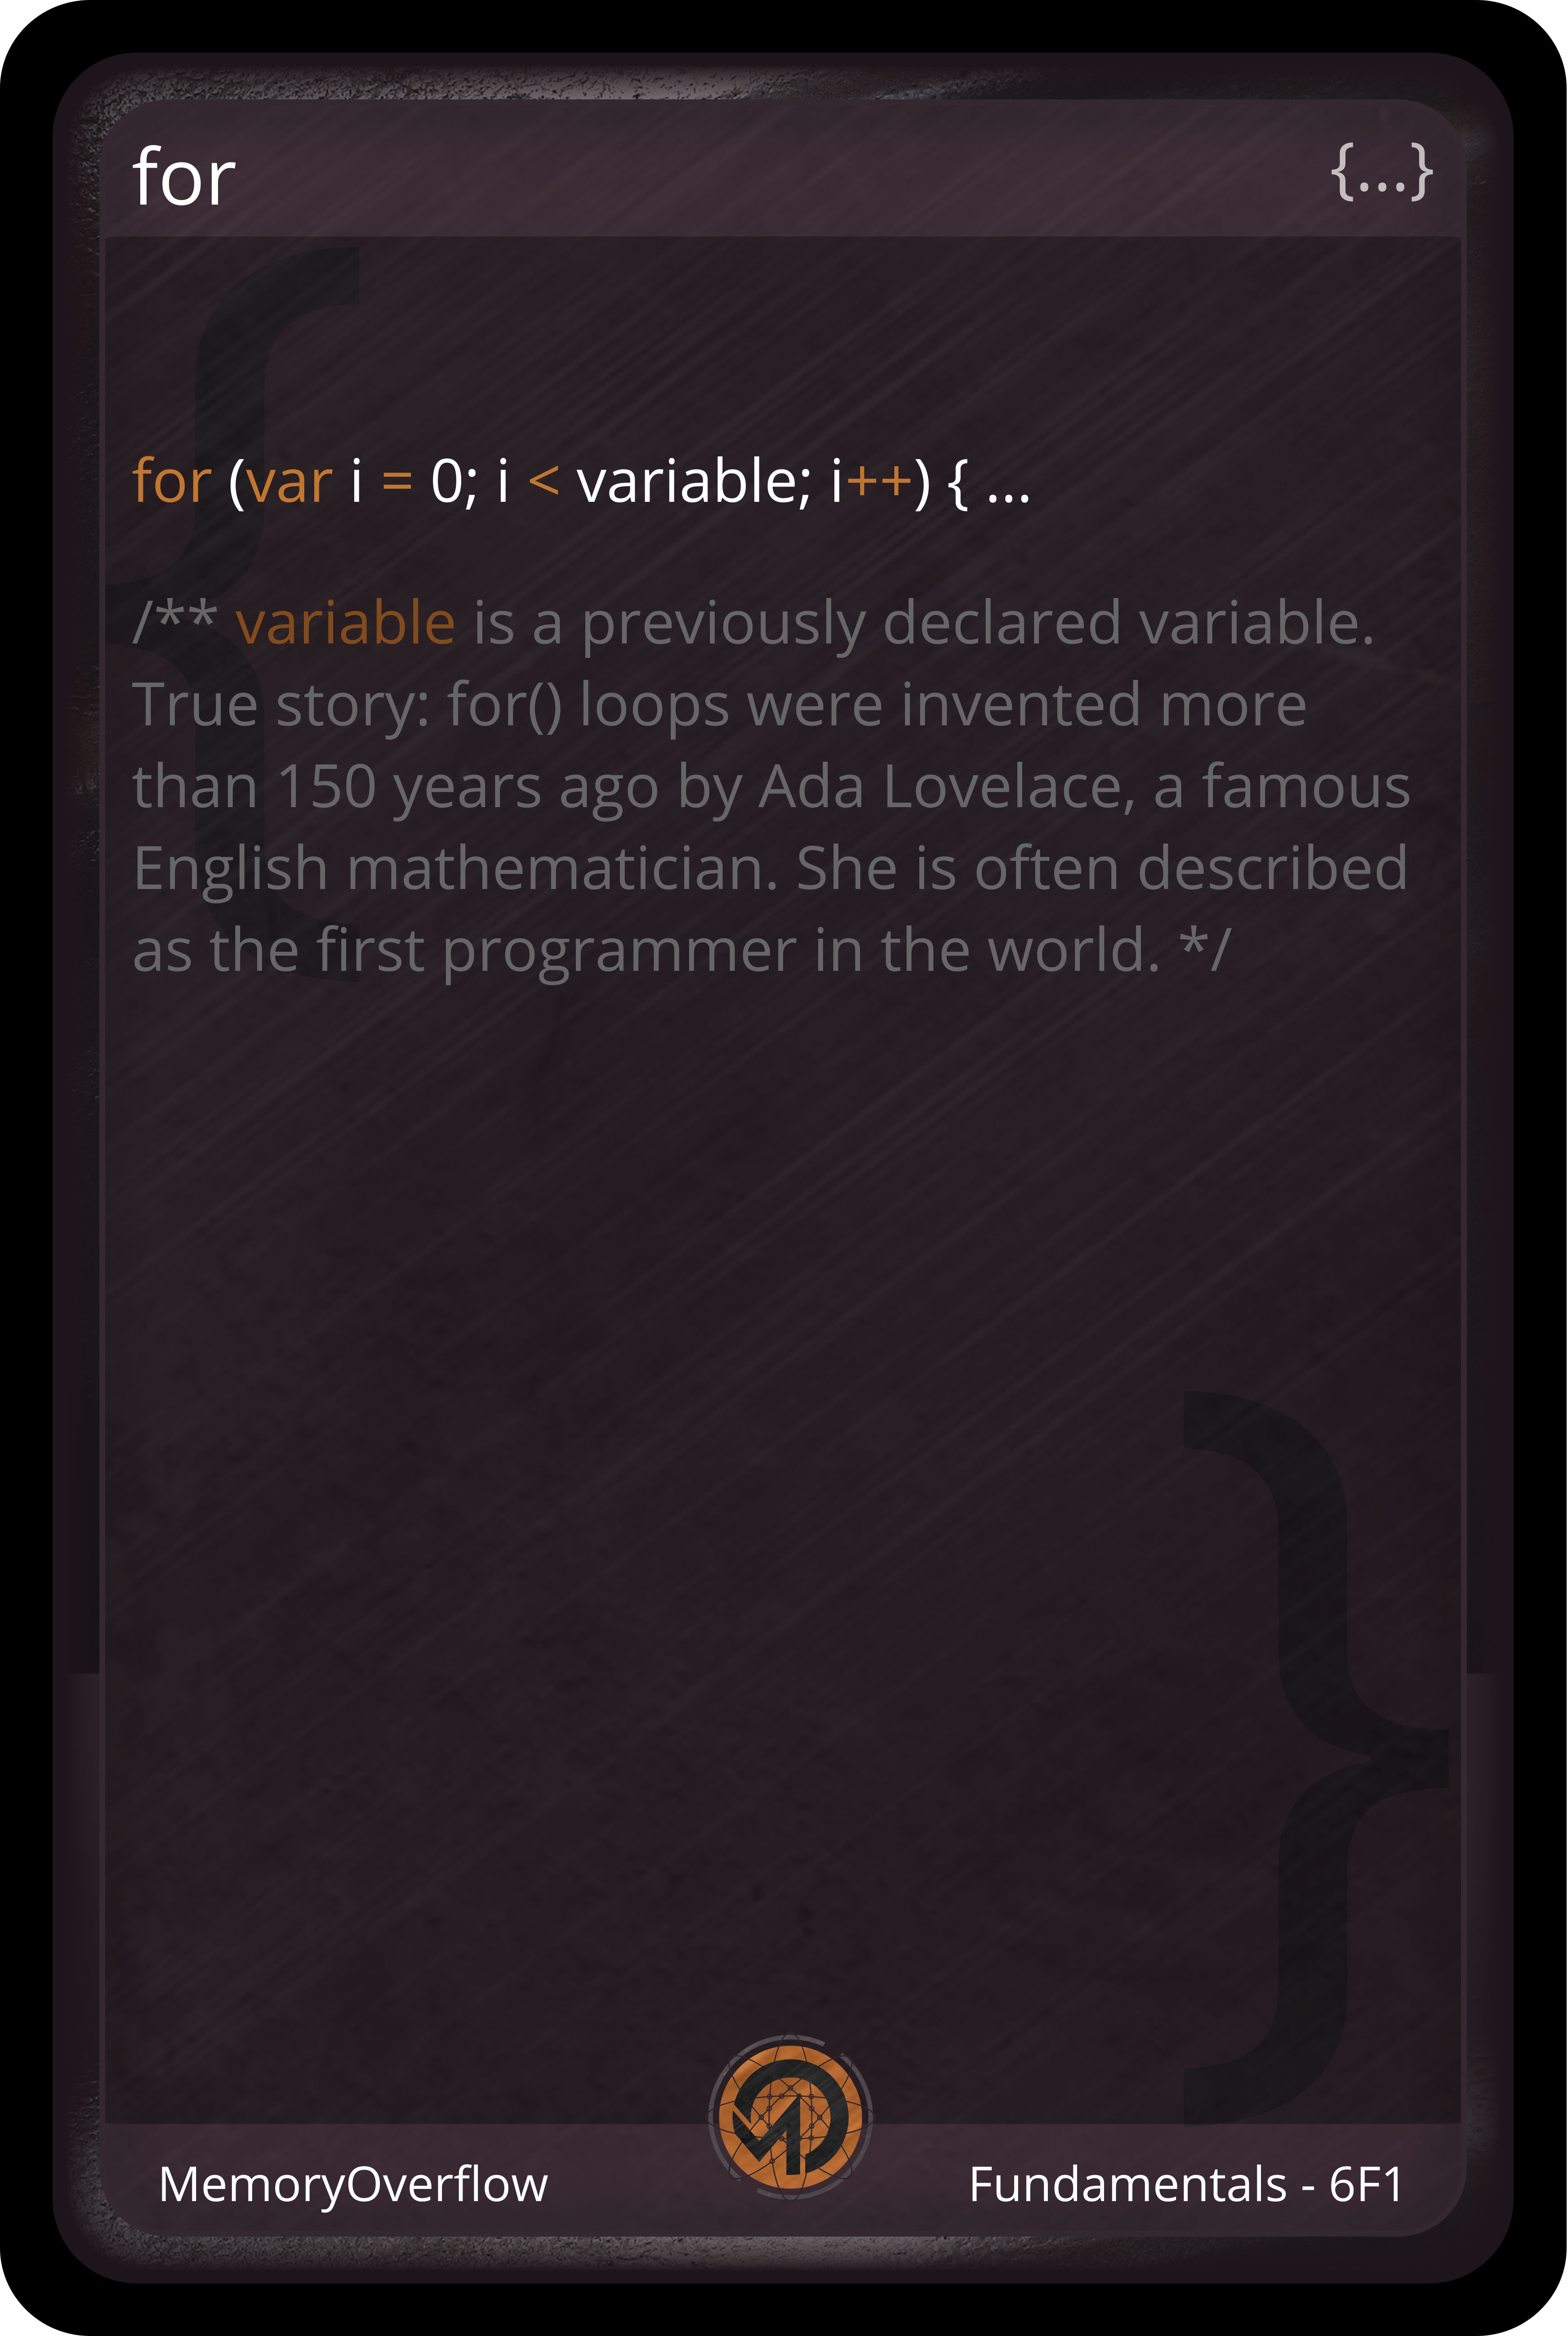 for {...}
for (var i = 0; i < variable; i++) { ...
/** variable is a previously declared variable.
True story: for() loops were invented more
than 150 years ago by Ada Lovelace, a famous
English mathematician. She is often described
as the first programmer in the world. */
MemoryOverflow
Fundamentals - 6F1